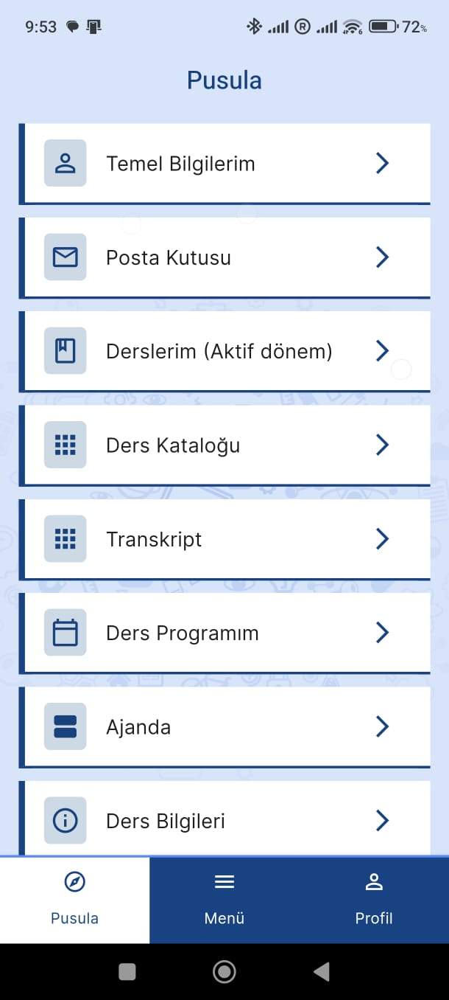 9:53 R 6 72%
Pusula
Temel Bilgilerim
Posta Kutusu
Derslerim (Aktif dönem)
Ders Kataloğu
Transkript
Ders Programım
Ajanda
Ders Bilgileri
Pusula Menü Profil